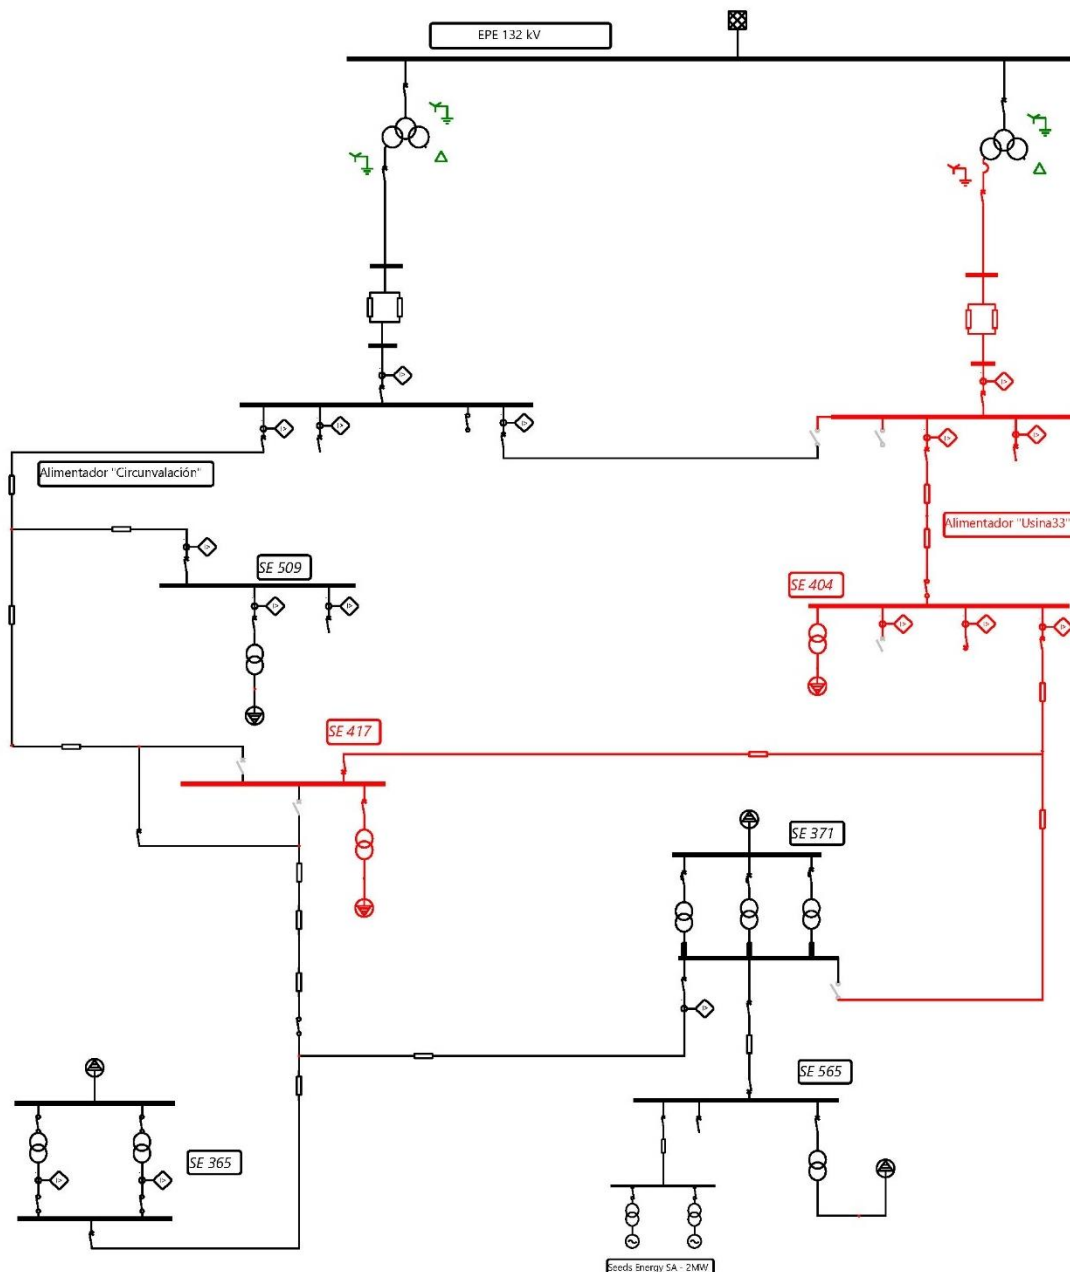 EPE 132 kV
Alimentador "Circunvalación"
Alimentador "Usina33"
SE 509
SE 404
SE 417
SE 371
SE 565
SE 365
Seeds Energy SA - 2MW